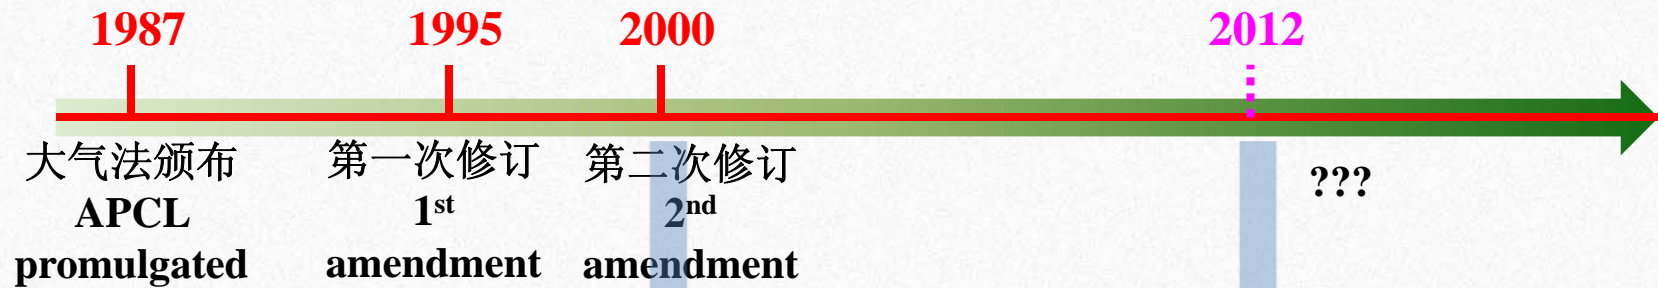 1987
1995
2000
2012
大气法颁布
APCL
promulgated
第一次修订
1st
amendment
第二次修订
2nd
amendment
???